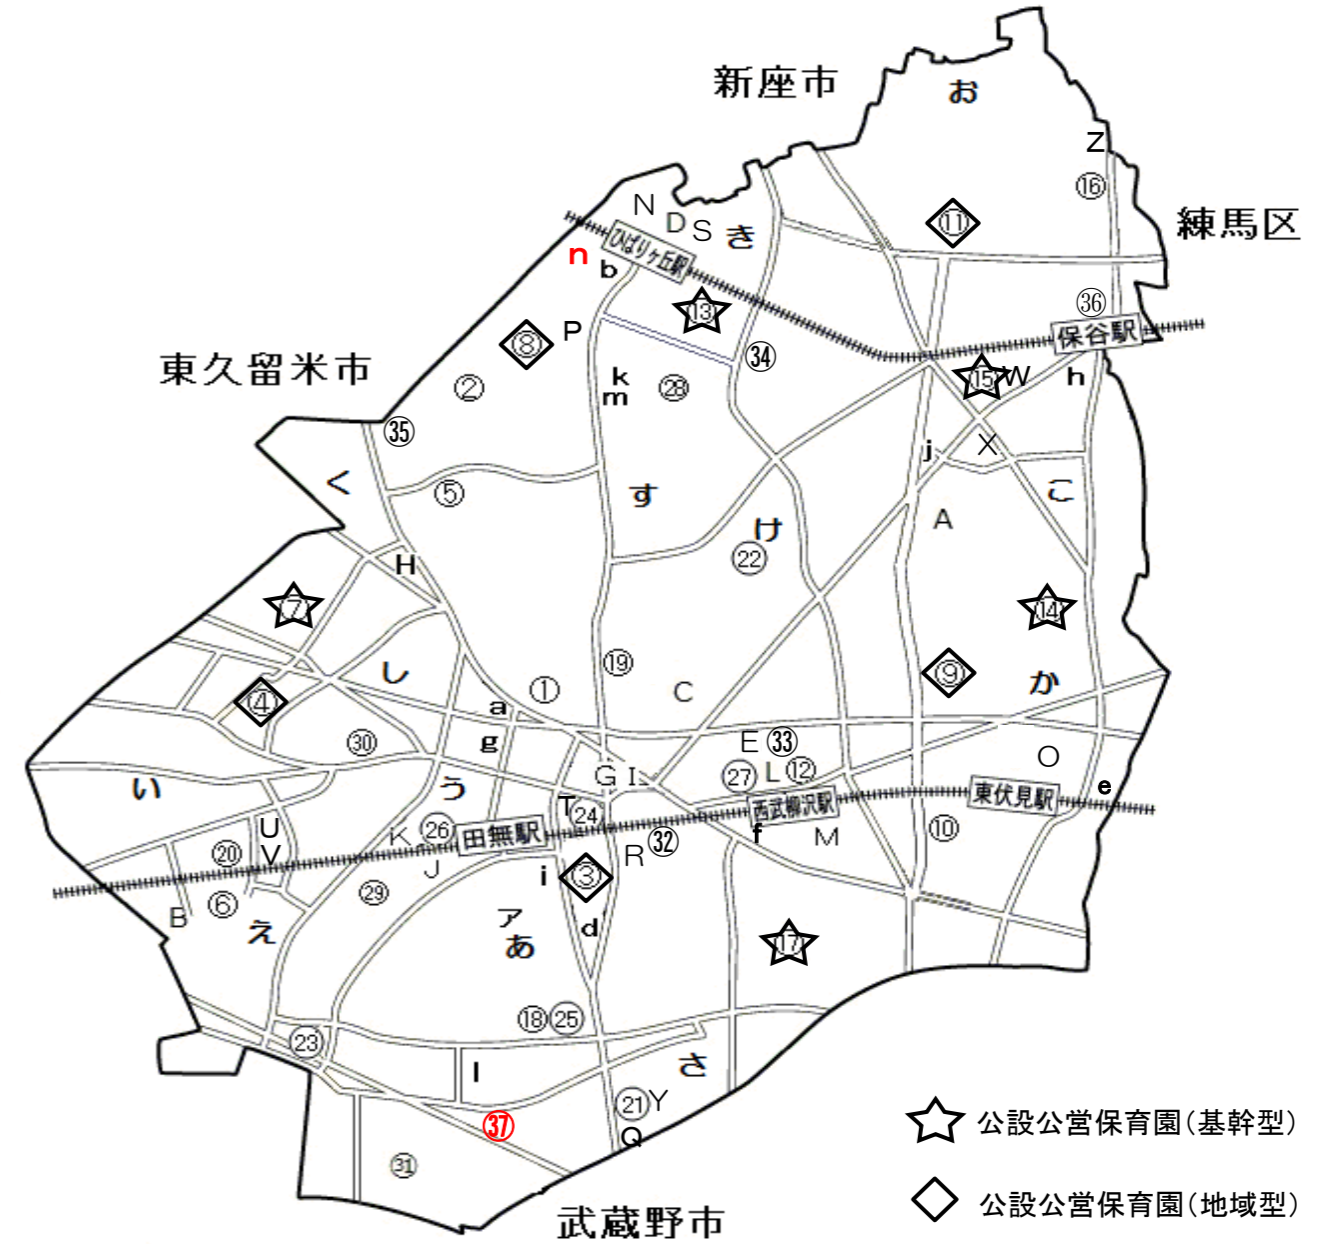 新座市
お
Z
⑯
練馬区
N
D
S
き
⑪
n
b
ひばりヶ丘駅
⑬
㊱
保谷駅
⑧
P
㉞
東久留米市
②
k
m
㉘
⑮
W
h
㉟
j
X
く
⑤
す
け
A
こ
㉒
H
⑦
⑭
し
⑲
①
C
⑨
か
④
a
g
㉚
E
㉝
O
い
う
G
I
㉗
L
⑫
e
東伏見駅
T
㉔
西武柳沢駅
U
K
㉖
田無駅
f
M
⑩
V
⑳
J
R
㉜
i
③
B
⑥
㉙
え
ア
あ
d
⑰
⑱
㉕
㉓
l
さ
㉑
Y
Q
㊲
㉛
武蔵野市
公設公営保育園(基幹型)
公設公営保育園(地域型)